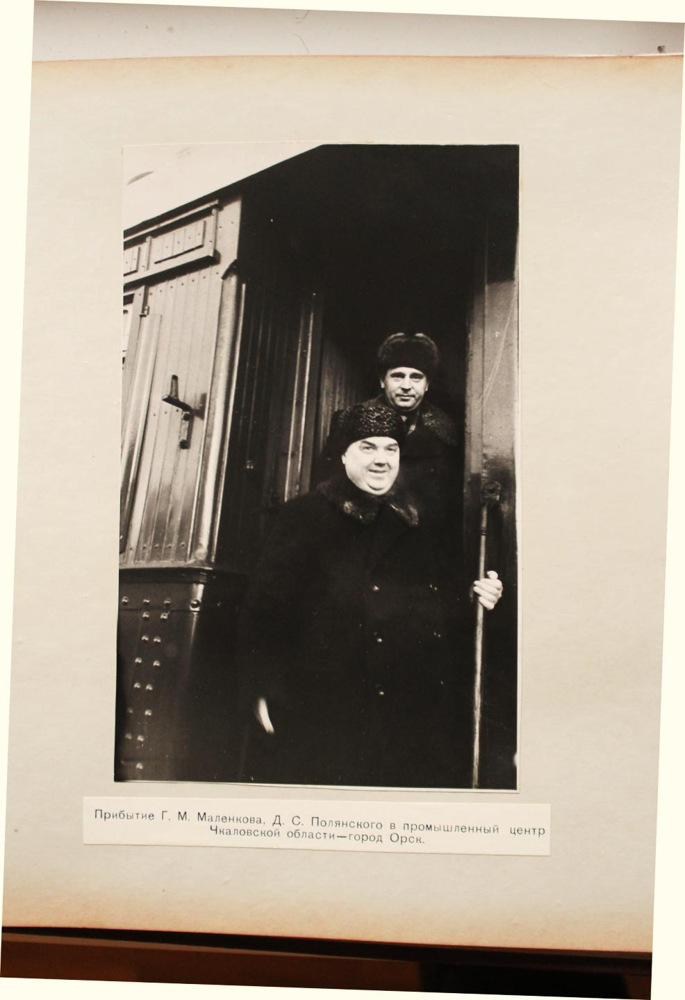 Прибытие Г. М. Маленкова, Д. С. Полянского в промышленный центр
Чкаловской области—город Орск.